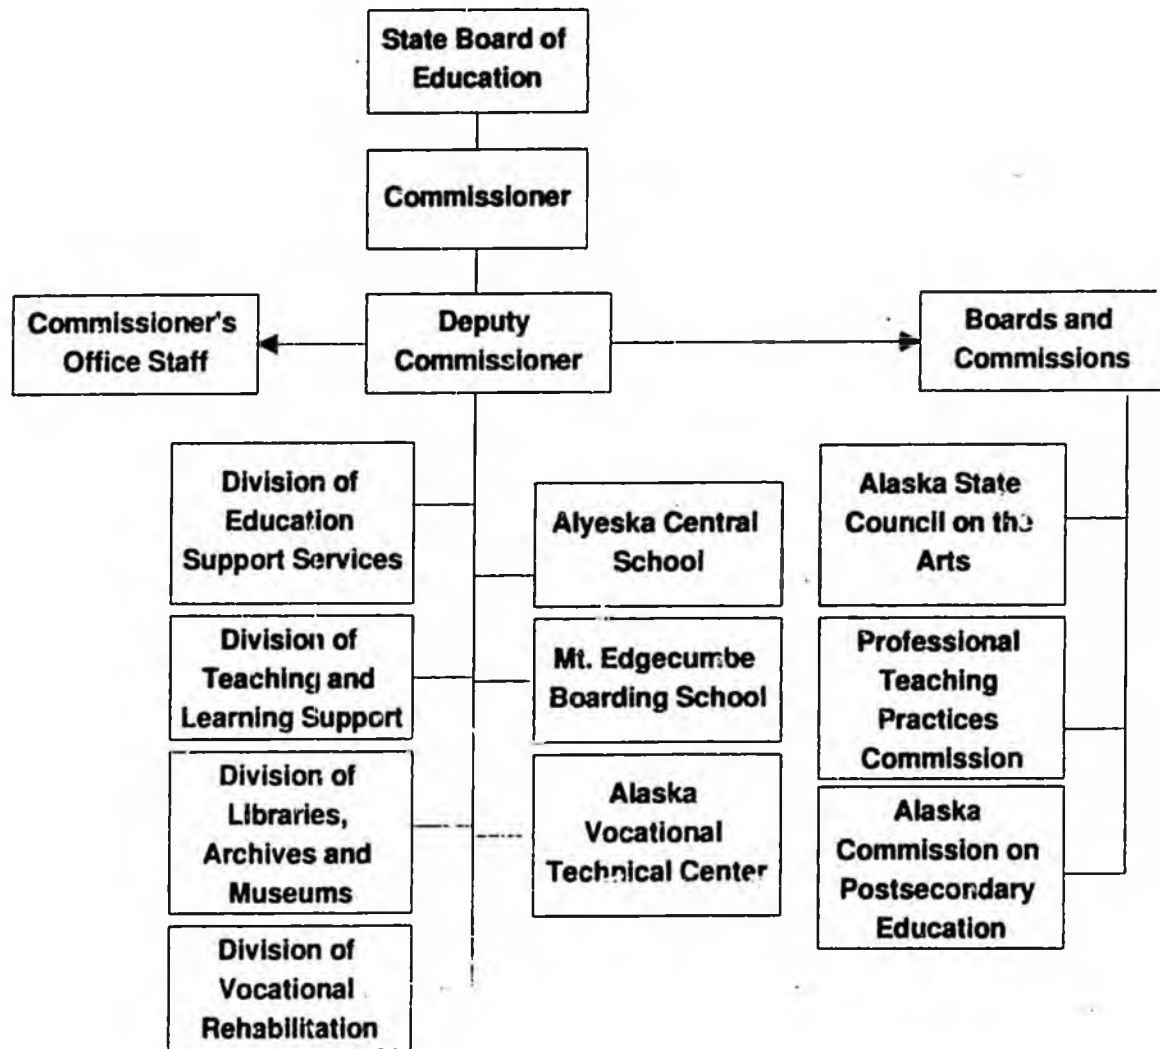 State Board of
Education
Commissioner
Commissioner's
Office Staff
Deputy
Commissioner
Boards and
Commissions
Division of
Education
Support Services
Division of
Teaching and
Learning Support
Division of
Libraries,
Archives and
Museums
Division of
Vocational
Rehabilitation
Alyeska Central
School
Mt. Edgecumbe
Boarding School
Alaska
Vocational
Technical Center
Alaska State
Council on the
Arts
Professional
Teaching
Practices
Commission
Alaska
Commission on
Postsecondary
Education